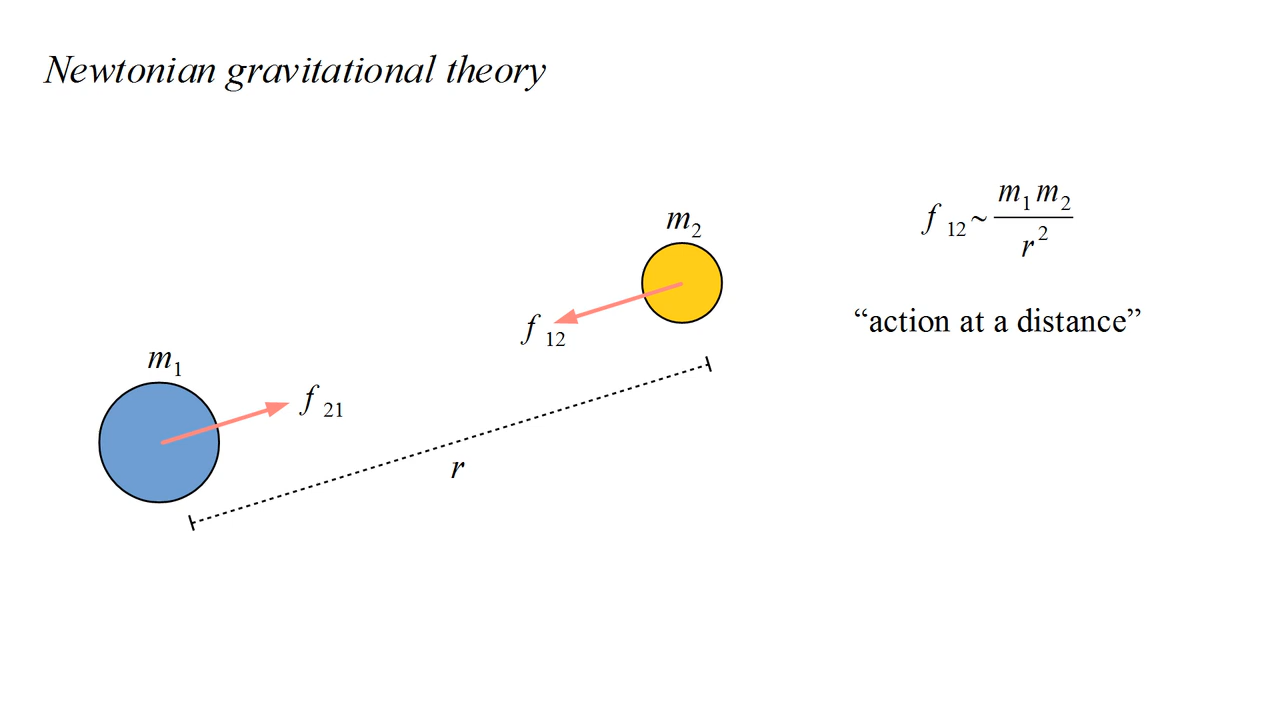 Newtonian gravitational theory
m₂
f₁₂ ~ m₁m₂ / r²
“action at a distance”
f₁₂
m₁
f₂₁
r